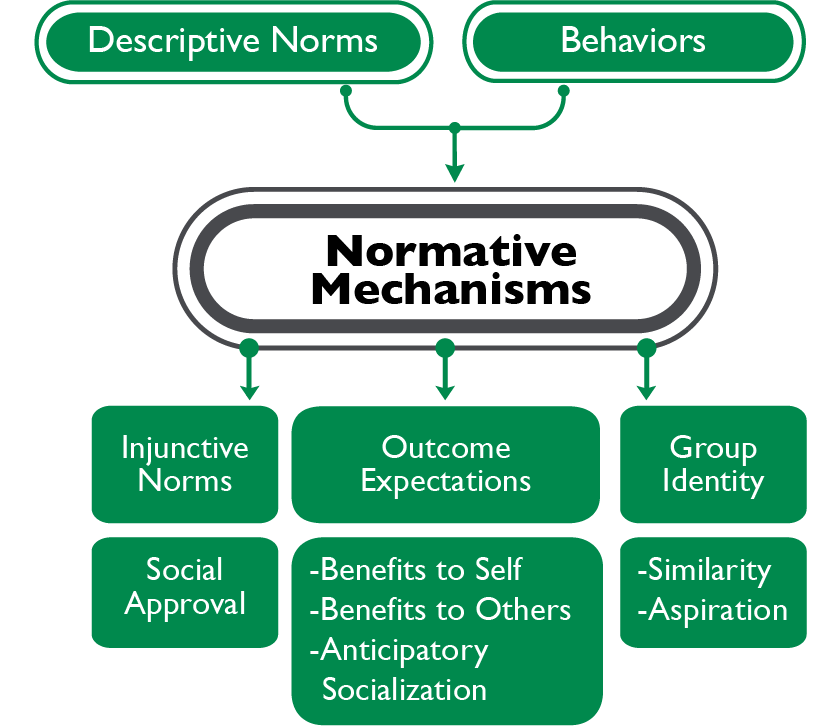 Descriptive Norms
Behaviors
Normative
Mechanisms
Injunctive
Norms
Outcome
Expectations
Group
Identity
Social
Approval
-Benefits to Self
-Benefits to Others
-Anticipatory
Socialization
-Similarity
-Aspiration